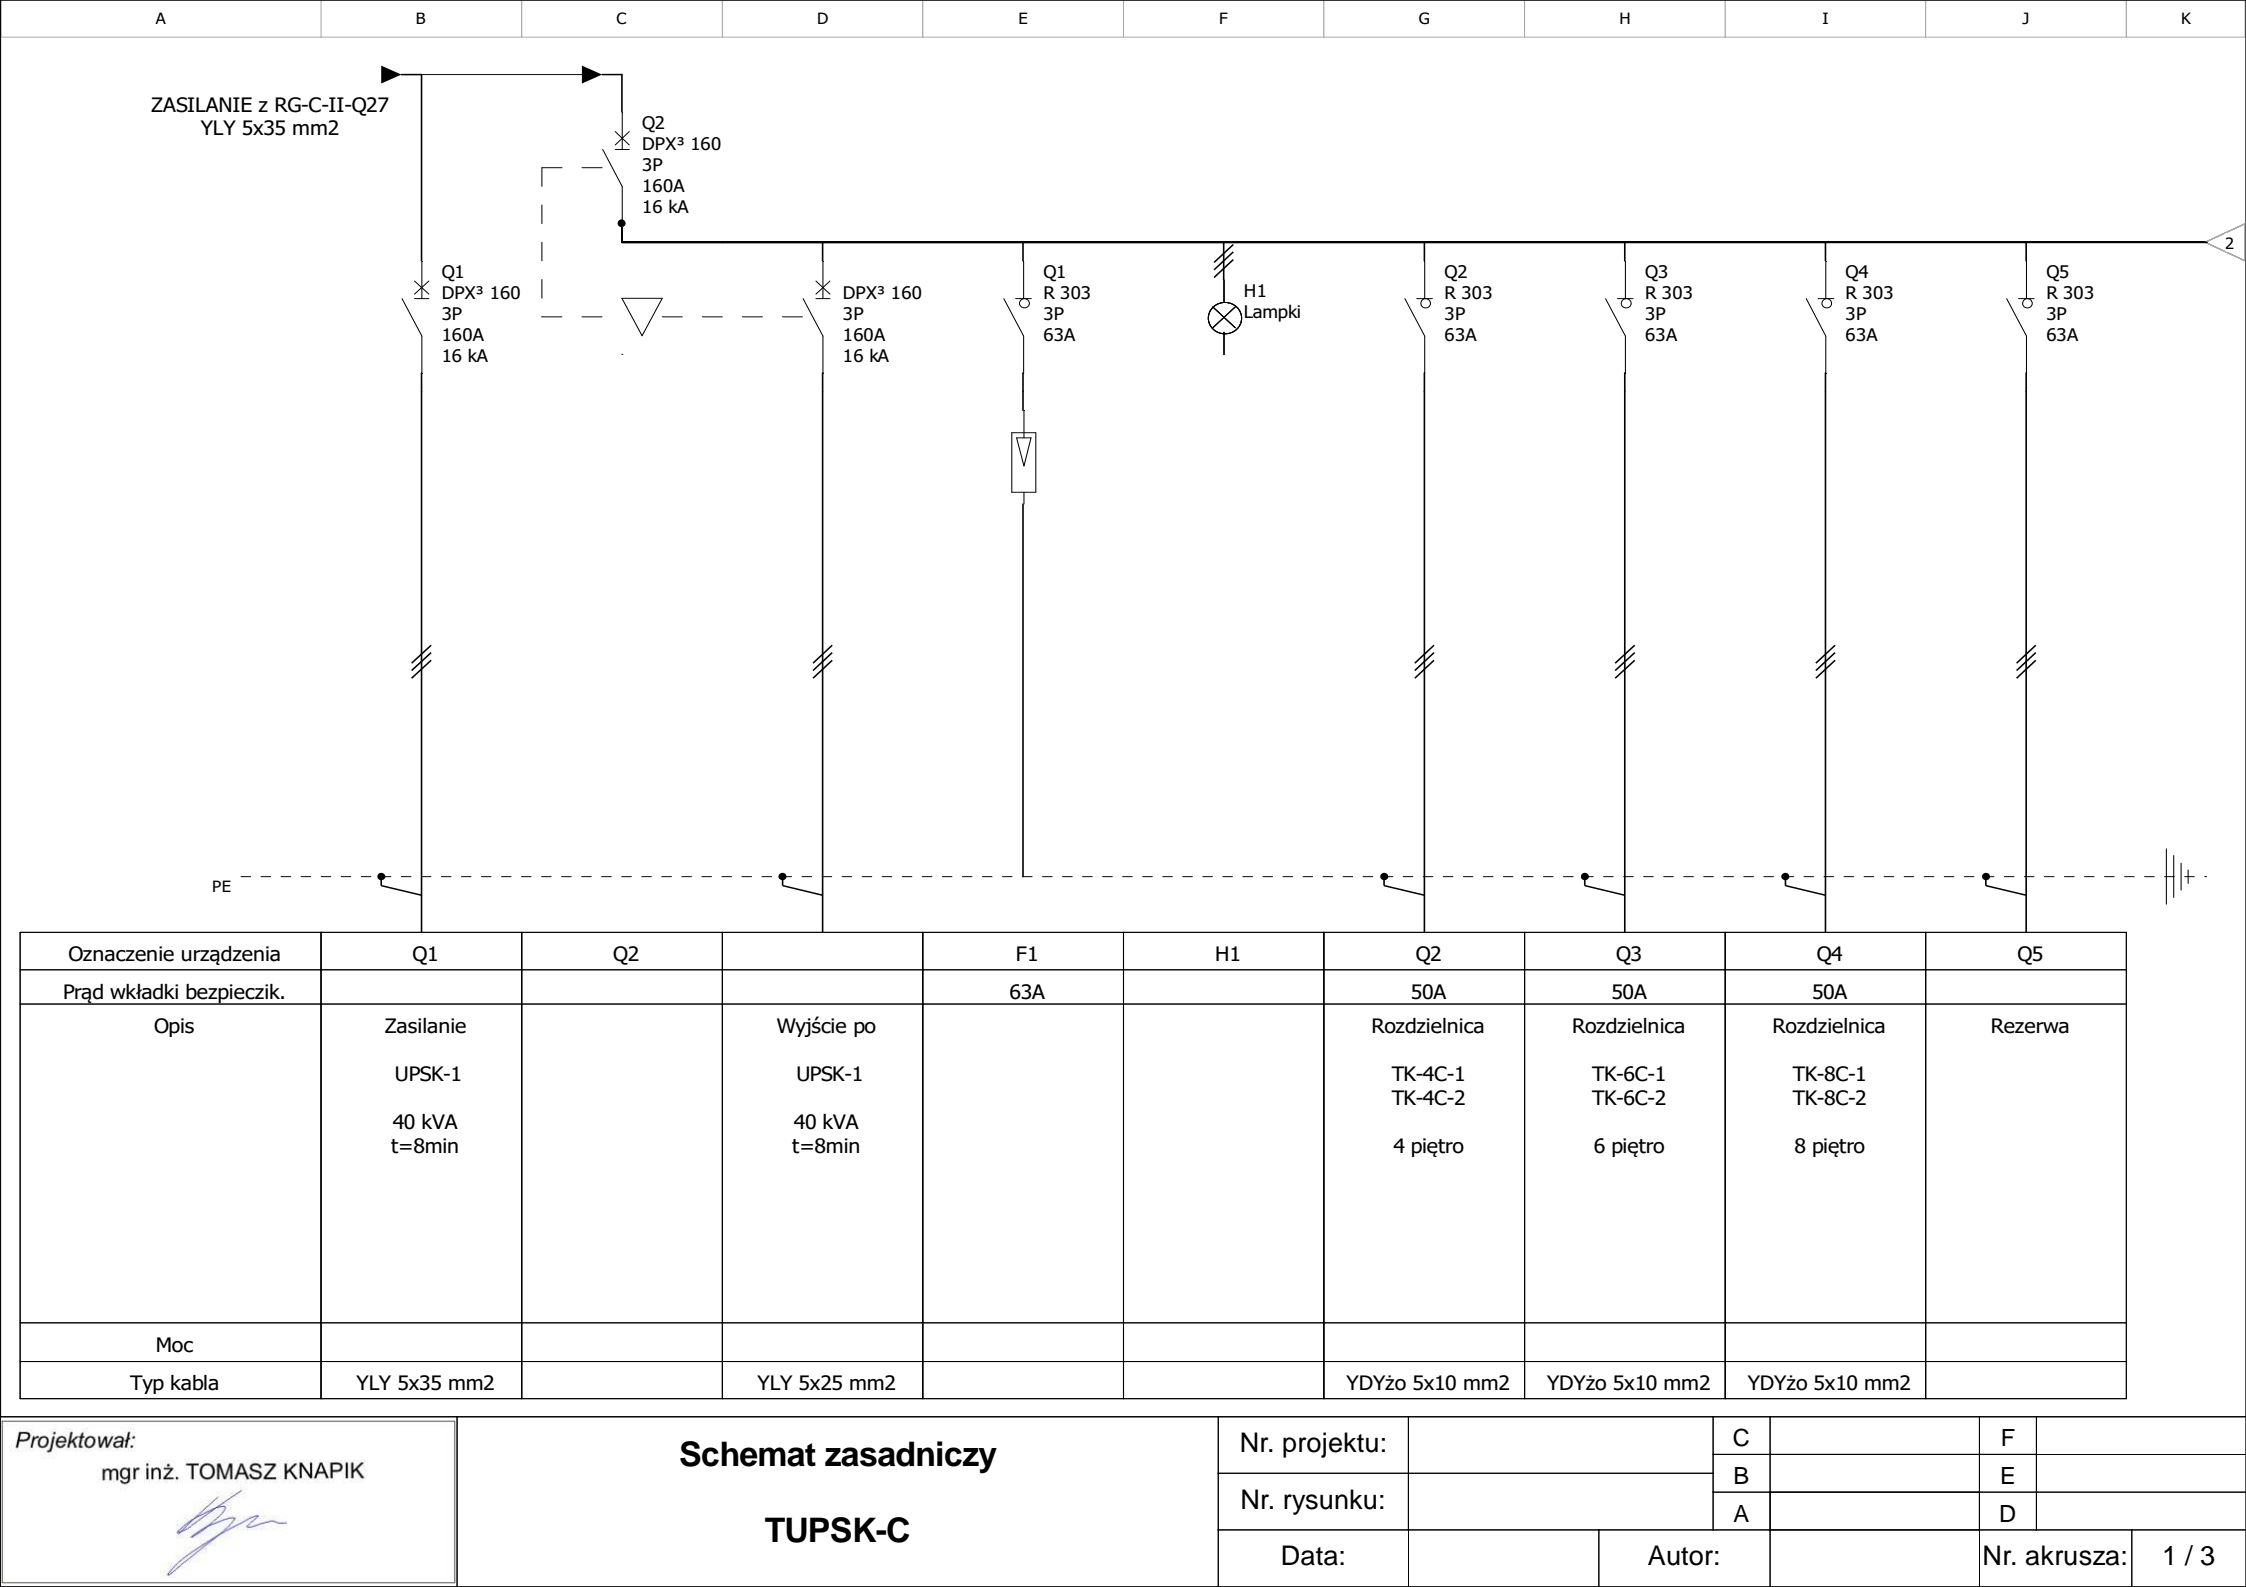 A B C D E F G H I J K
ZASILANIE z RG-C-II-Q27
YLY 5x35 mm2
Q2
DPX³ 160
3P
160A
16 kA
2
Q1
DPX³ 160
3P
160A
16 kA
DPX³ 160
3P
160A
16 kA
Q1
R 303
3P
63A
H1
Lampki
Q2
R 303
3P
63A
Q3
R 303
3P
63A
Q4
R 303
3P
63A
Q5
R 303
3P
63A
PE
Oznaczenie urządzenia Q1 Q2 F1 H1 Q2 Q3 Q4 Q5
Prąd wkładki bezpieczik. 63A 50A 50A 50A
Opis Zasilanie Wyjście po Rozdzielnica Rozdzielnica Rozdzielnica Rezerwa
UPSK-1 UPSK-1 TK-4C-1 TK-6C-1 TK-8C-1
TK-4C-2 TK-6C-2 TK-8C-2
40 kVA 40 kVA
t=8min t=8min 4 piętro 6 piętro 8 piętro
Moc
Typ kabla YLY 5x35 mm2 YLY 5x25 mm2 YDYżo 5x10 mm2 YDYżo 5x10 mm2 YDYżo 5x10 mm2
Projektował:
mgr inż. TOMASZ KNAPIK
Schemat zasadniczy
TUPSK-C
Nr. projektu: C F
B E
Nr. rysunku:
A D
Data: Autor: Nr. akrusza: 1 / 3